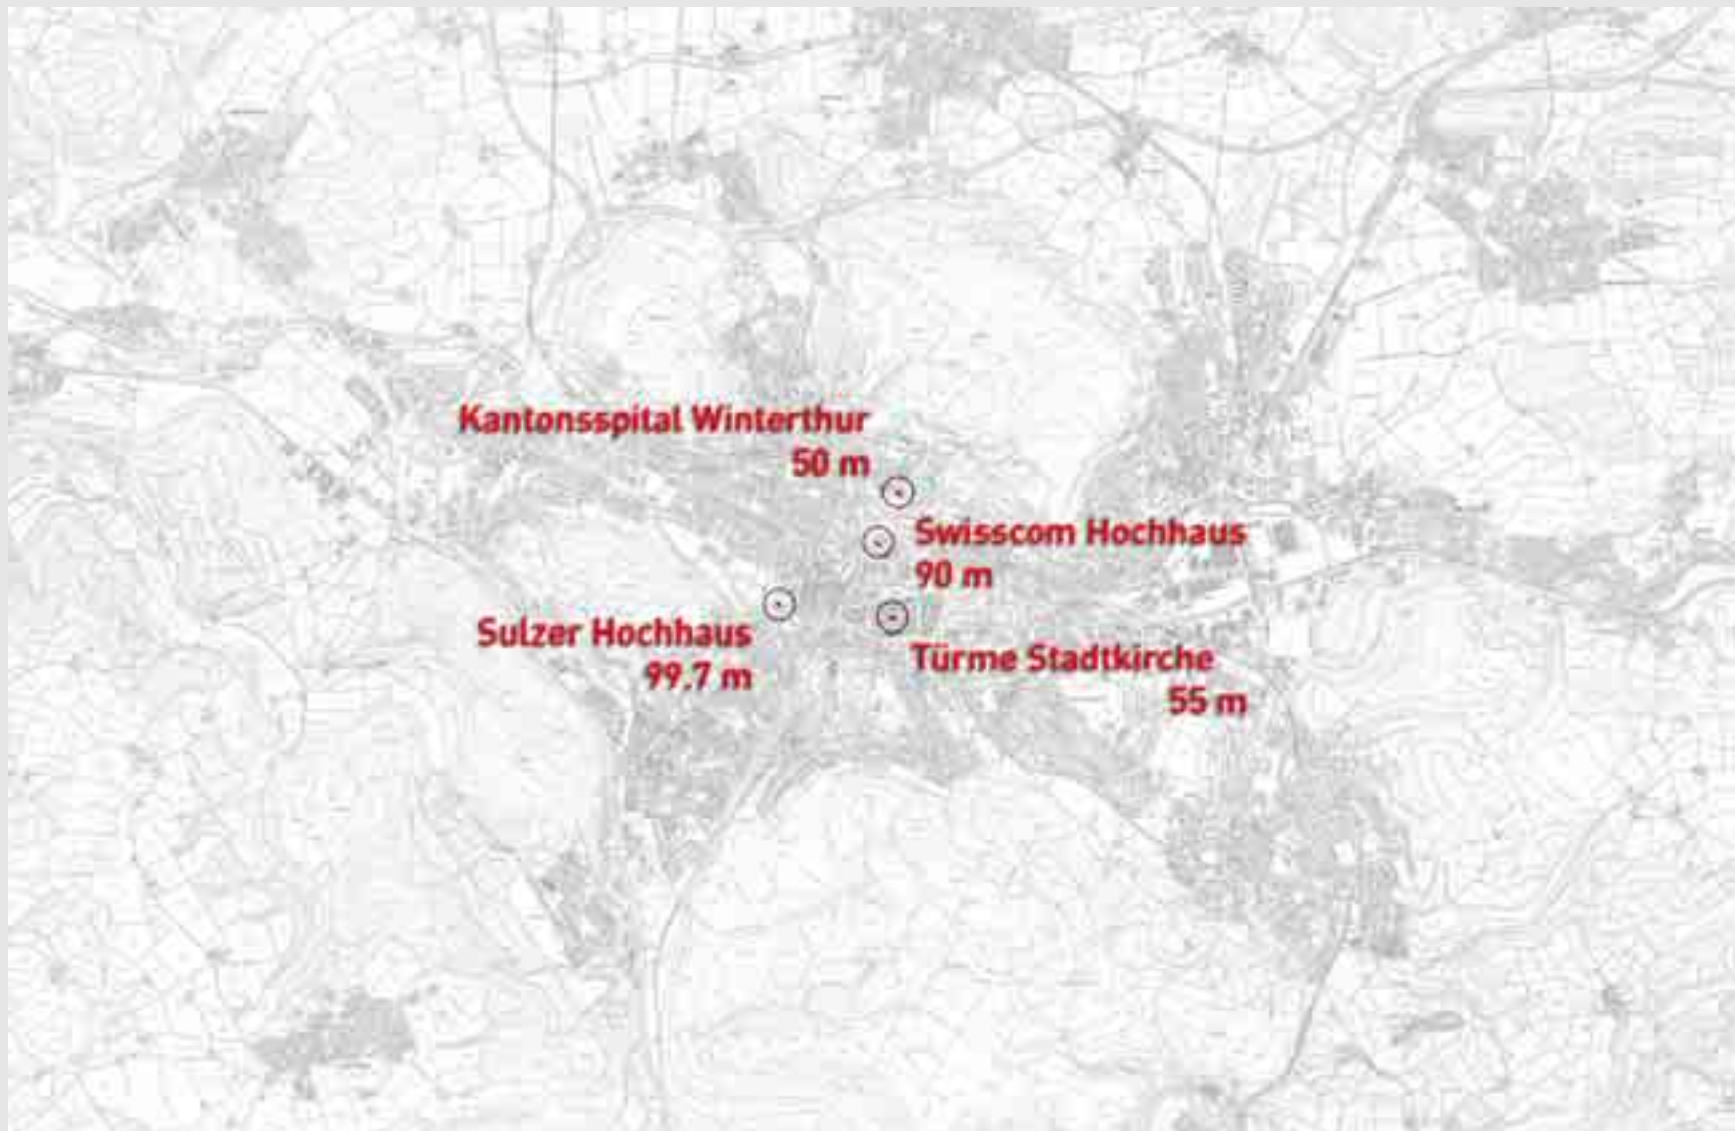 Kantonsspital Winterthur
50 m
Swisscom Hochhaus
90 m
Sulzer Hochhaus
99.7 m
Türme Stadtkirche
55 m